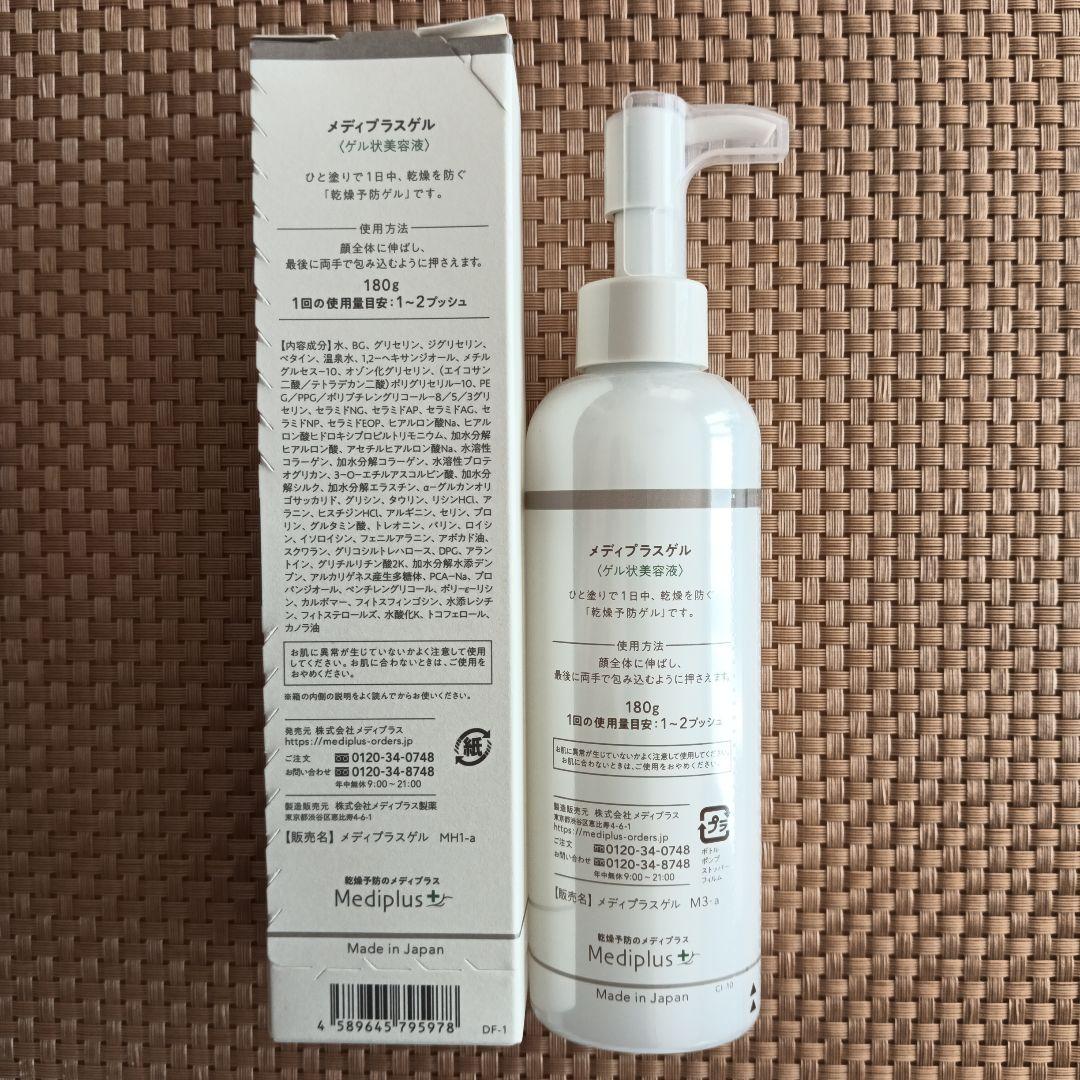 メディプラスゲル
〈ゲル状美容液〉
ひと塗りで1日中、乾燥を防ぐ
「乾燥予防ゲル」です。
使用方法
顔全体に伸ばし、
最後に両手で包み込むように押さえます。
180g
1回の使用量目安:1~2プッシュ
【内容成分】水、BG、グリセリン、ジグリセリン、
ベタイン、温泉水、1,2-ヘキサンジオール、メチル
グルセス-10、オゾン化グリセリン、(エイコサン
二酸/テトラデカン二酸)ポリグリセリル-10、PE
G/PPG/ポリブチレングリコール-8/5/3グリ
セリン、セラミドNG、セラミドAP、セラミドAG、セ
ラミドNP、セラミドEOP、ヒアルロン酸Na、ヒアル
ロン酸ヒドロキシプロピルトリモニウム、加水分解
ヒアルロン酸、アセチルヒアルロン酸Na、水溶性
コラーゲン、加水分解コラーゲン、水溶性プロテ
オグリカン、3-O-エチルアスコルビン酸、加水分
解シルク、加水分解エラスチン、α-グルカンオリ
ゴサッカリド、グリシン、タウリン、リシンHCl、ア
ラニン、ヒスチジンHCl、アルギニン、セリン、プロ
リン、グルタミン酸、トレオニン、バリン、ロイシ
ン、イソロイシン、フェニルアラニン、アボカド油、
スクワラン、グリコシルトレハロース、DPG、アラン
トイン、グリチルリチン酸2K、加水分解水添デン
プン、アルカリゲネス産生多糖体、PCA-Na、プロ
パンジオール、ペンチレングリコール、ポリ-ε-リシ
ン、カルボマー、フィトスフィンゴシン、水添レシチ
ン、フィトステロールズ、水酸化K、トコフェロール、
カノラ油
お肌に異常が生じていないかよく注意して使用
してください。お肌に合わないときは、ご使用を
おやめください。
※箱の内側の説明をよく読んでからお使いください。
発売元 株式会社メディプラス
https://mediplus-orders.jp
ご注文 0120-34-0748
お問い合わせ 0120-34-8748
年中無休9:00~21:00
紙
製造販売元 株式会社メディプラス製薬
東京都渋谷区恵比寿4-6-1
【販売名】メディプラスゲル MH1-a
乾燥予防のメディプラス
Mediplus
Made in Japan
4 589645 795978
DF-1
メディプラスゲル
〈ゲル状美容液〉
ひと塗りで1日中、乾燥を防ぐ
「乾燥予防ゲル」です。
使用方法
顔全体に伸ばし、
最後に両手で包み込むように押さえます。
180g
1回の使用量目安:1~2プッシュ
お肌に異常が生じていないかよく注意して使用してください。
お肌に合わないときは、ご使用をおやめください。
製造販売元 株式会社メディプラス
東京都渋谷区恵比寿4-6-1
https://mediplus-orders.jp
ご注文 0120-34-0748
お問い合わせ 0120-34-8748
年中無休9:00~21:00
プラ
ボトル
ポンプ
ストッパー
フィルム
【販売名】メディプラスゲル M3-a
乾燥予防のメディプラス
Mediplus
Made in Japan
CI-10